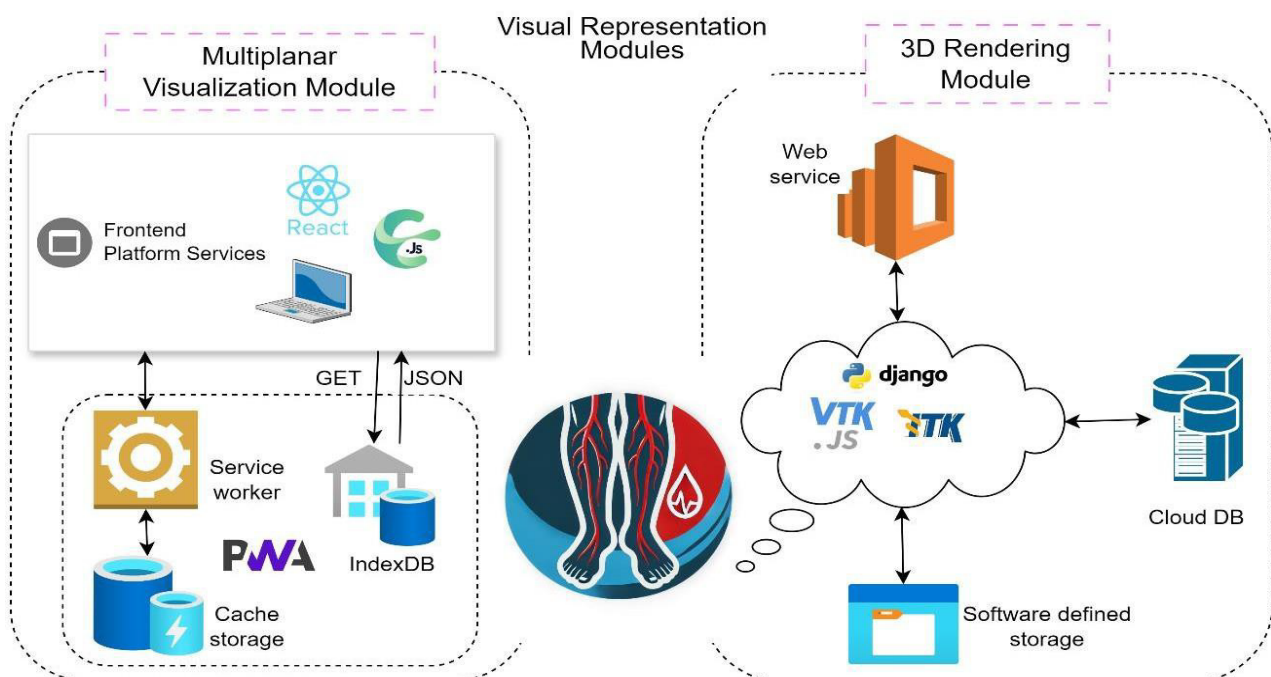 Visual Representation
Modules
Multiplanar
Visualization Module
Frontend
Platform Services
React
.Js
GET
JSON
Service
worker
PWA
IndexDB
Cache
storage
3D Rendering
Module
Web
service
django
VTK
.JS
ITK
Cloud DB
Software defined
storage